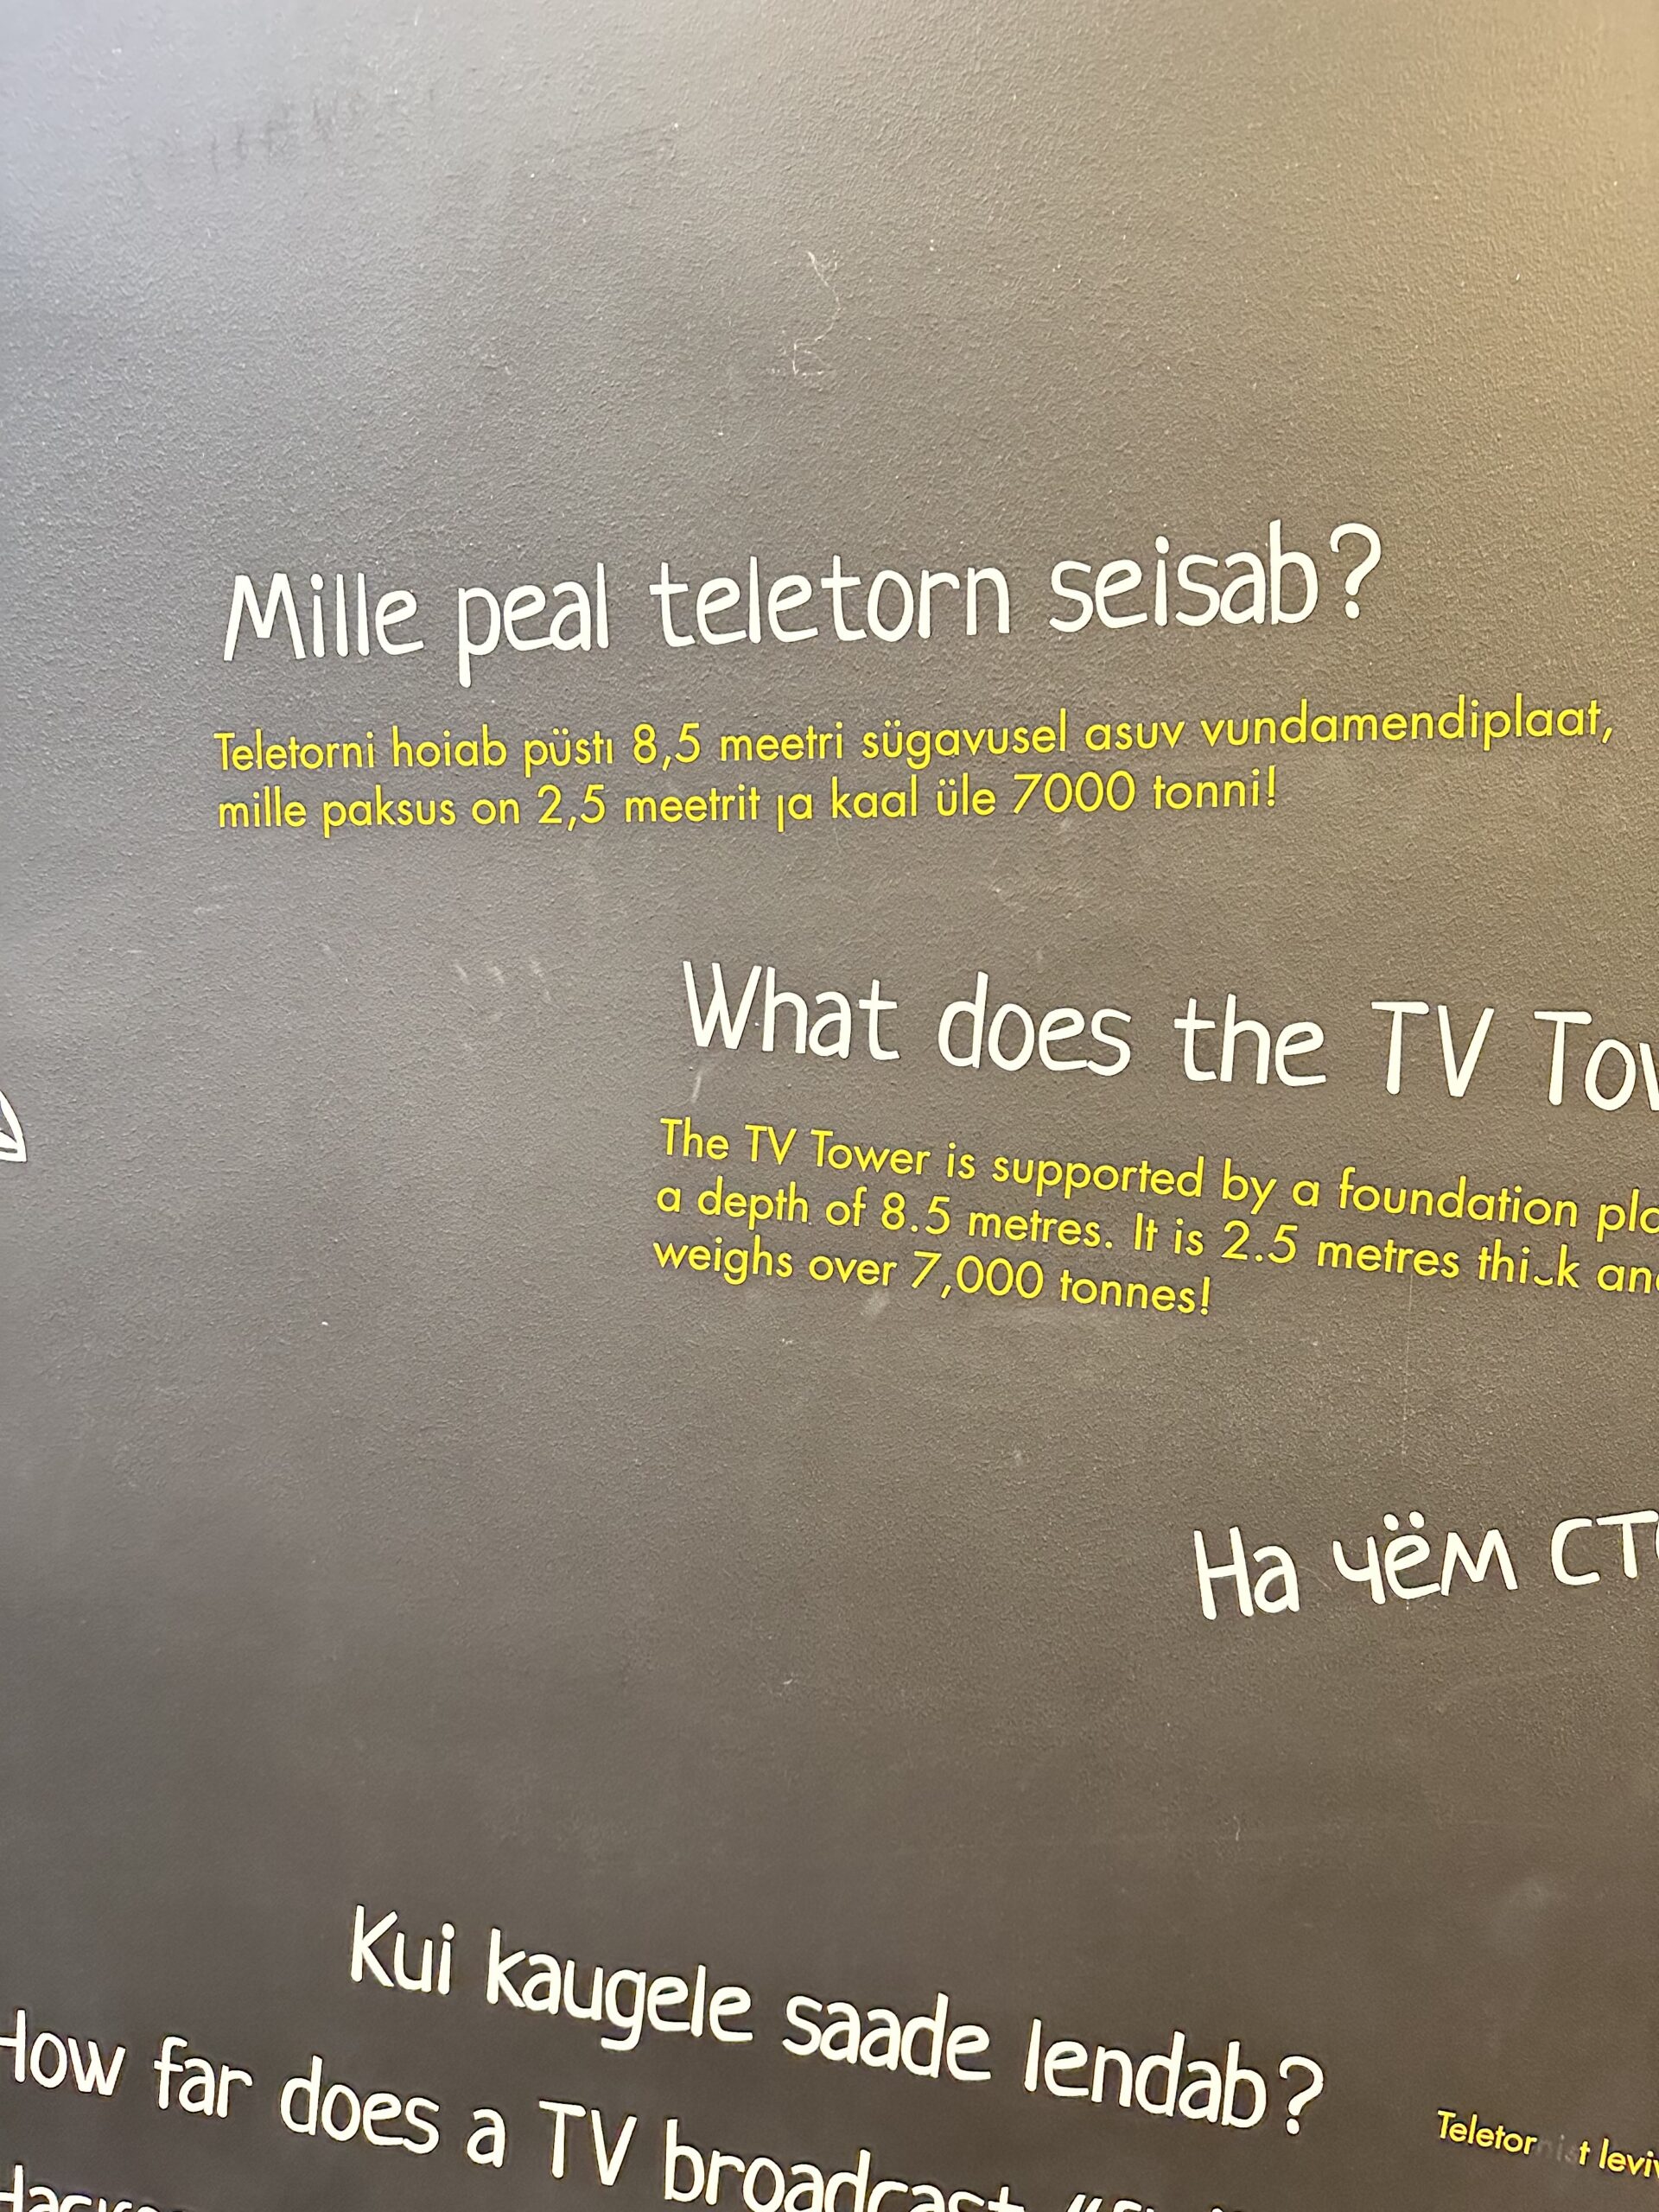 Mille peal teletorn seisab?
Teletorni hoiab püsti 8,5 meetri sügavusel asuv vundamendiplaat,
mille paksus on 2,5 meetrit ja kaal üle 7000 tonni!
What does the TV
The TV Tower is supported by a foundation
a depth of 8.5 metres. It is 2.5 metres thick
weighs over 7,000 tonnes!
На чём
Kui kaugele saade lendab?
How far does a TV broadcast